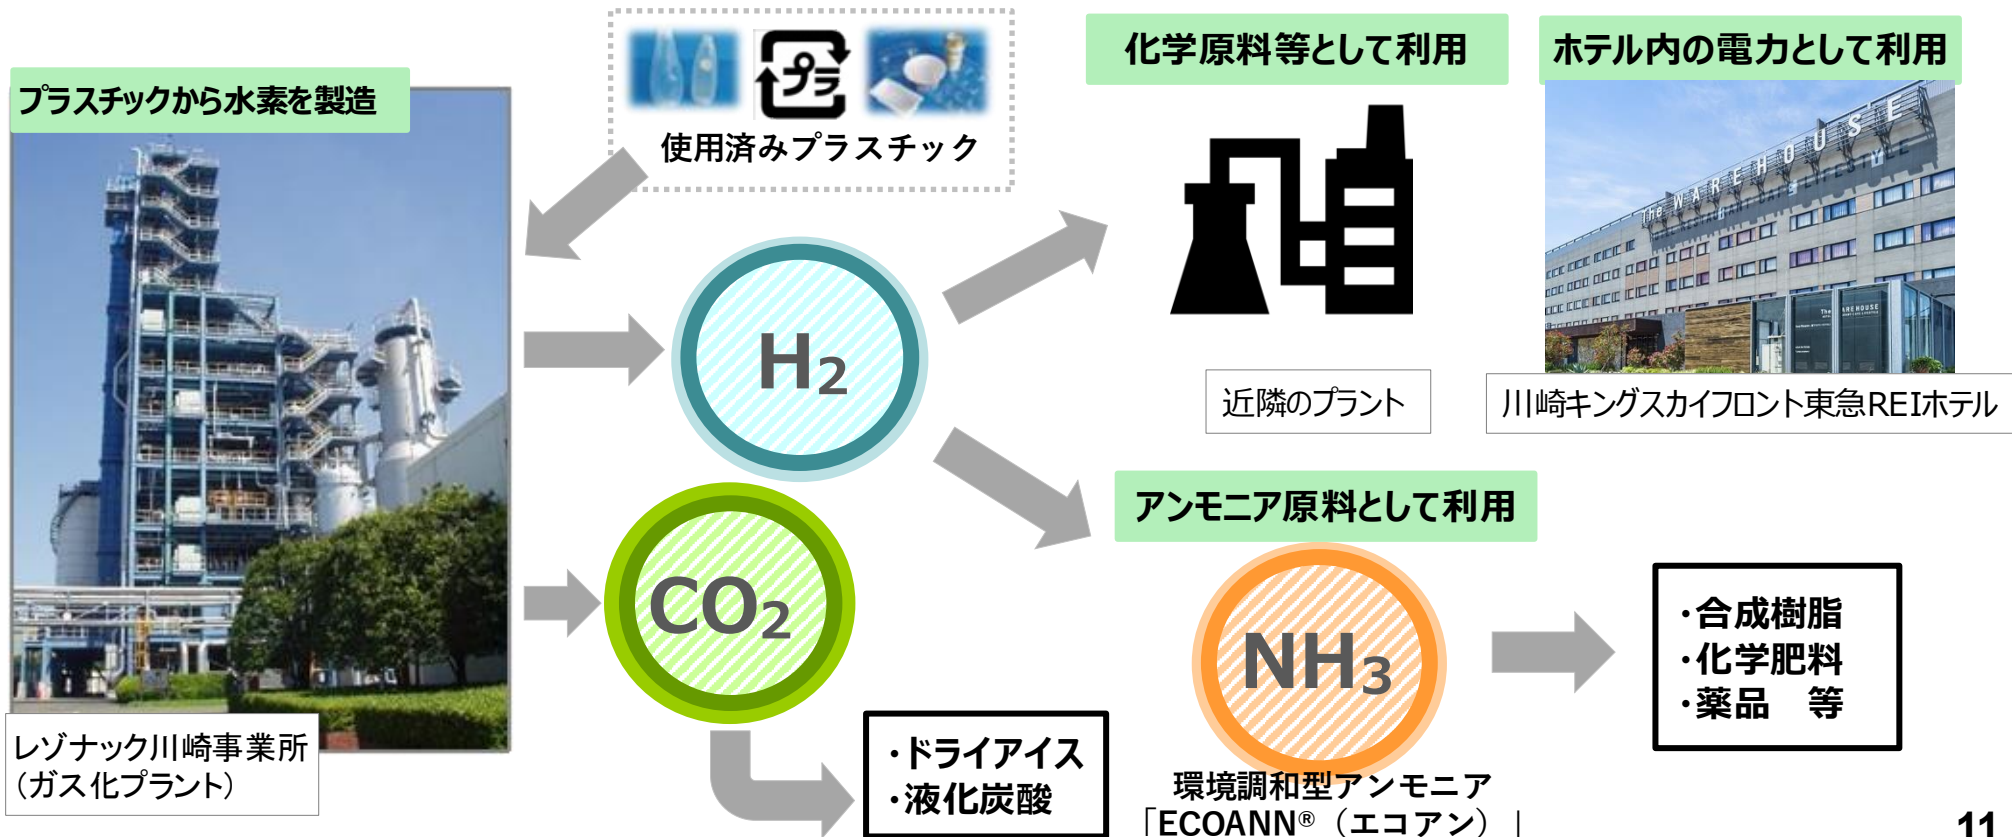 プラスチックから水素を製造
プラ
使用済みプラスチック
化学原料等として利用
ホテル内の電力として利用
The WAREHOUSE
The WAREHOUSE
近隣のプラント
川崎キングスカイフロント東急REIホテル
H₂
CO₂
アンモニア原料として利用
NH₃
・合成樹脂
・化学肥料
・薬品　等
レゾナック川崎事業所
（ガス化プラント）
・ドライアイス
・液化炭酸
環境調和型アンモニア
「ECOANN®（エコアン）」
11